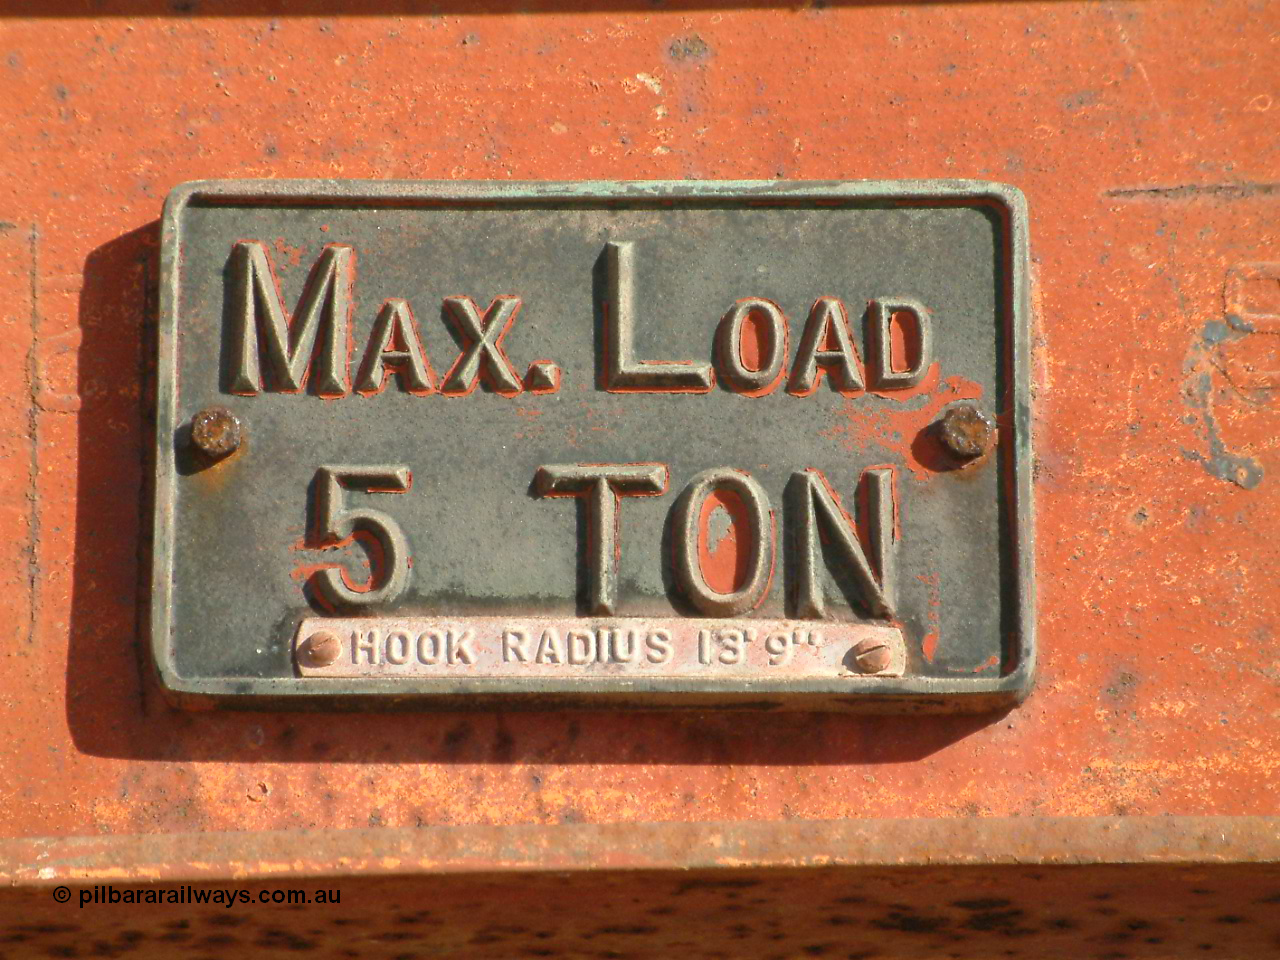 MAX. LOAD
5 TON
HOOK RADIUS 13'9"
© pilbararailways.com.au